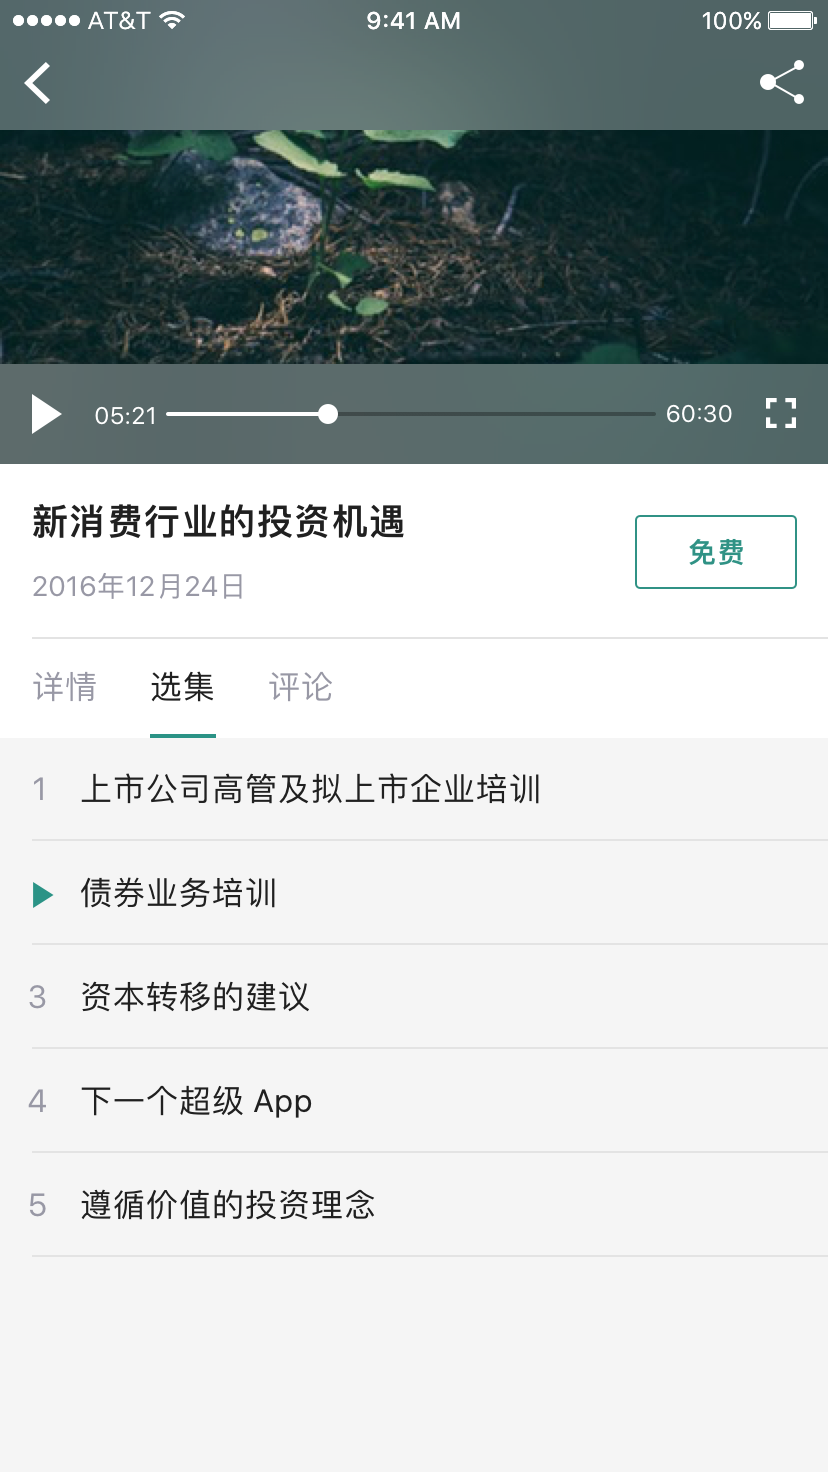 AT&T 9:41 AM 100%
05:21 60:30
新消费行业的投资机遇
免费
2016年12月24日
详情 选集 评论
1 上市公司高管及拟上市企业培训
债券业务培训
3 资本转移的建议
4 下一个超级 App
5 遵循价值的投资理念